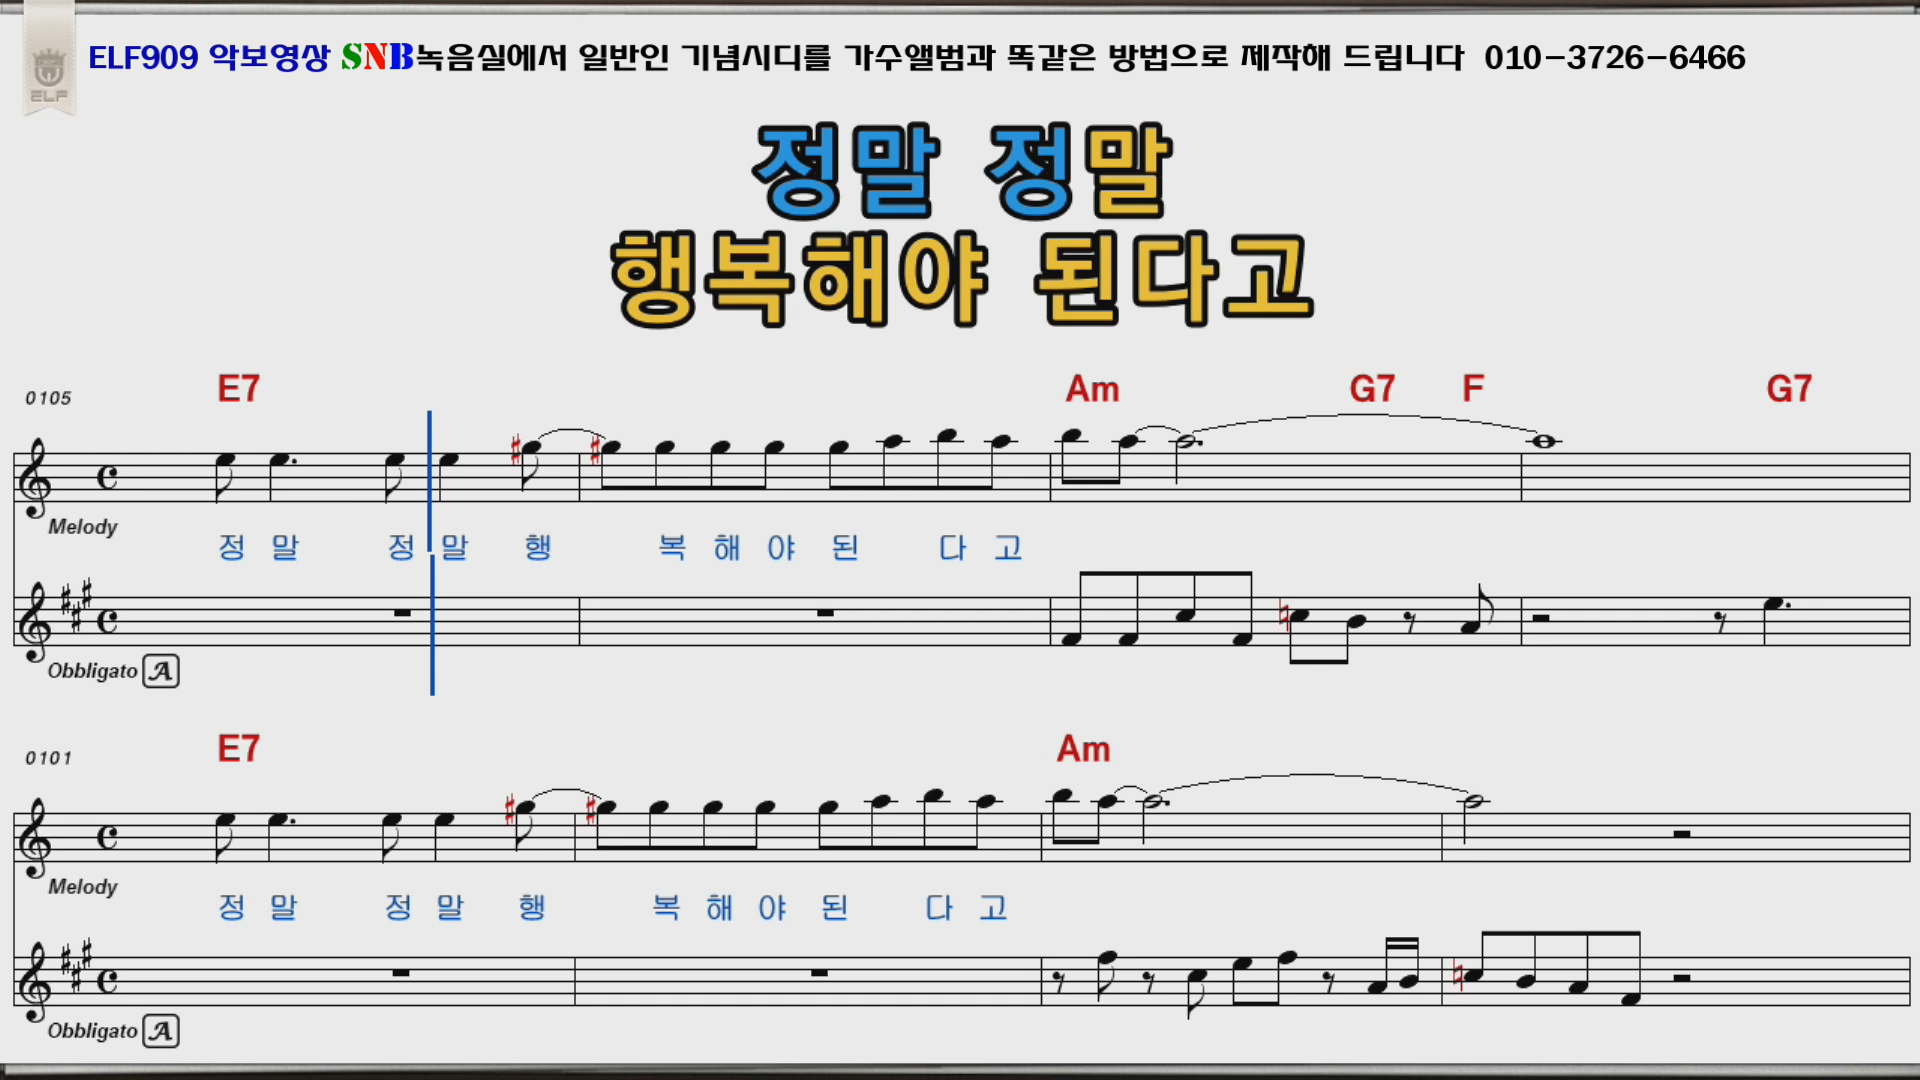 ELF909 악보영상 SNB녹음실에서 일반인 기념시디를 가수앨범과 똑같은 방법으로 제작해 드립니다 010-3726-6466
ELF
정말 정말
행복해야 된다고
0105 E7 Am G7 F G7
Melody
정 말 정 말 행 복 해 야 된 다 고
Obbligato A
0101 E7 Am
Melody
정 말 정 말 행 복 해 야 된 다 고
Obbligato A